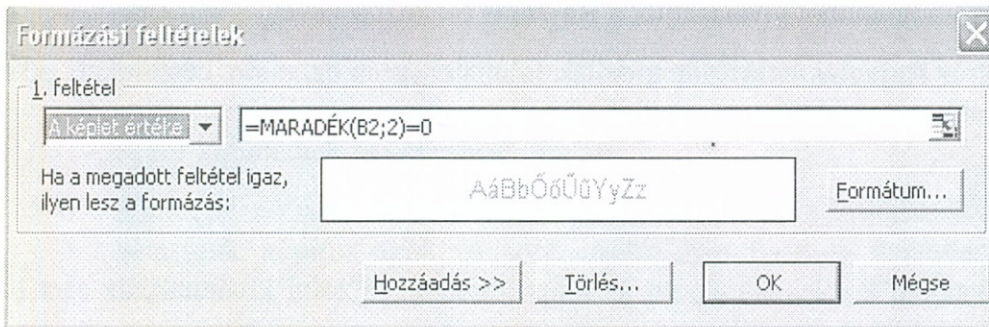 Formázási feltételek
1. feltétel
A képlet értéke =MARADÉK(B2;2)=0
Ha a megadott feltétel igaz,
ilyen lesz a formázás:
AáBbŐőŰűYyZz
Formátum...
Hozzáadás >> Törlés... OK Mégse